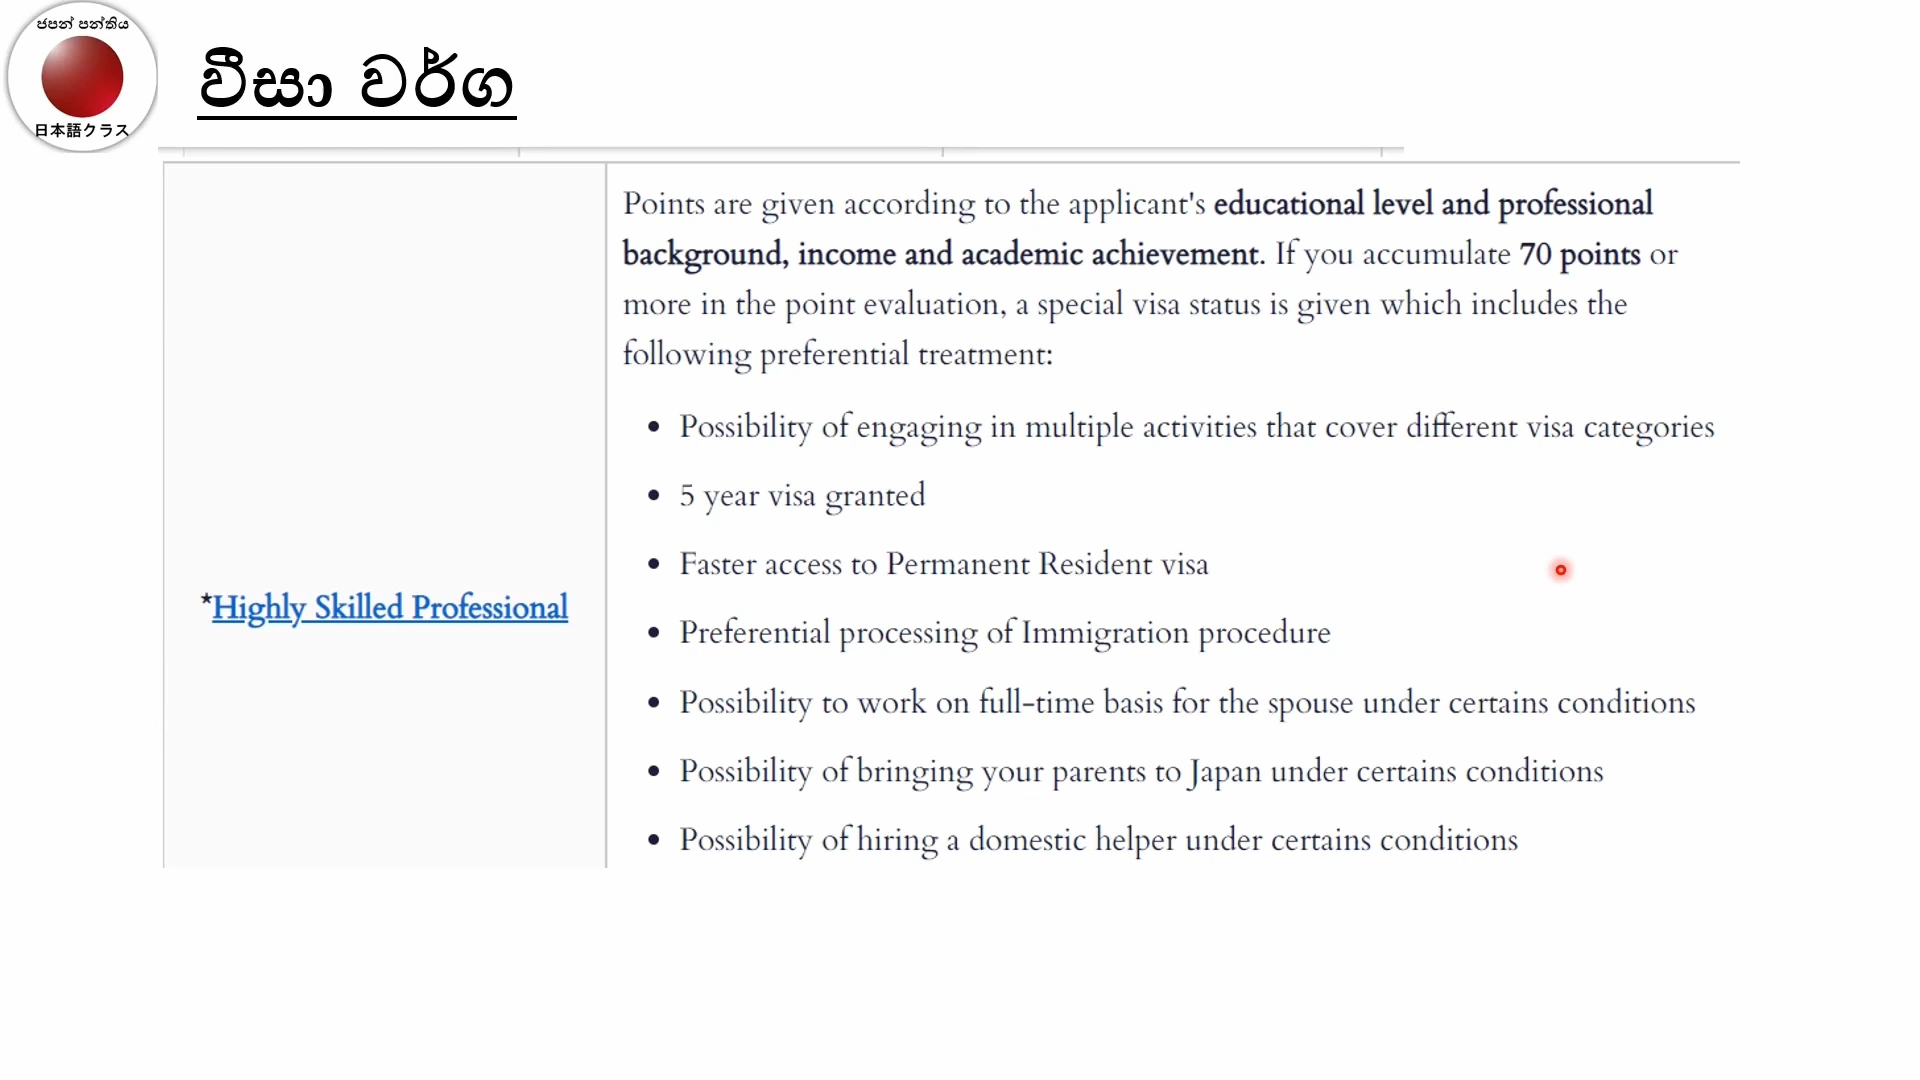 ජපන් පන්තිය
日本語クラス
වීසා වර්ග
*Highly Skilled Professional
Points are given according to the applicant's educational level and professional
background, income and academic achievement. If you accumulate 70 points or
more in the point evaluation, a special visa status is given which includes the
following preferential treatment:
• Possibility of engaging in multiple activities that cover different visa categories
• 5 year visa granted
• Faster access to Permanent Resident visa
• Preferential processing of Immigration procedure
• Possibility to work on full-time basis for the spouse under certains conditions
• Possibility of bringing your parents to Japan under certains conditions
• Possibility of hiring a domestic helper under certains conditions